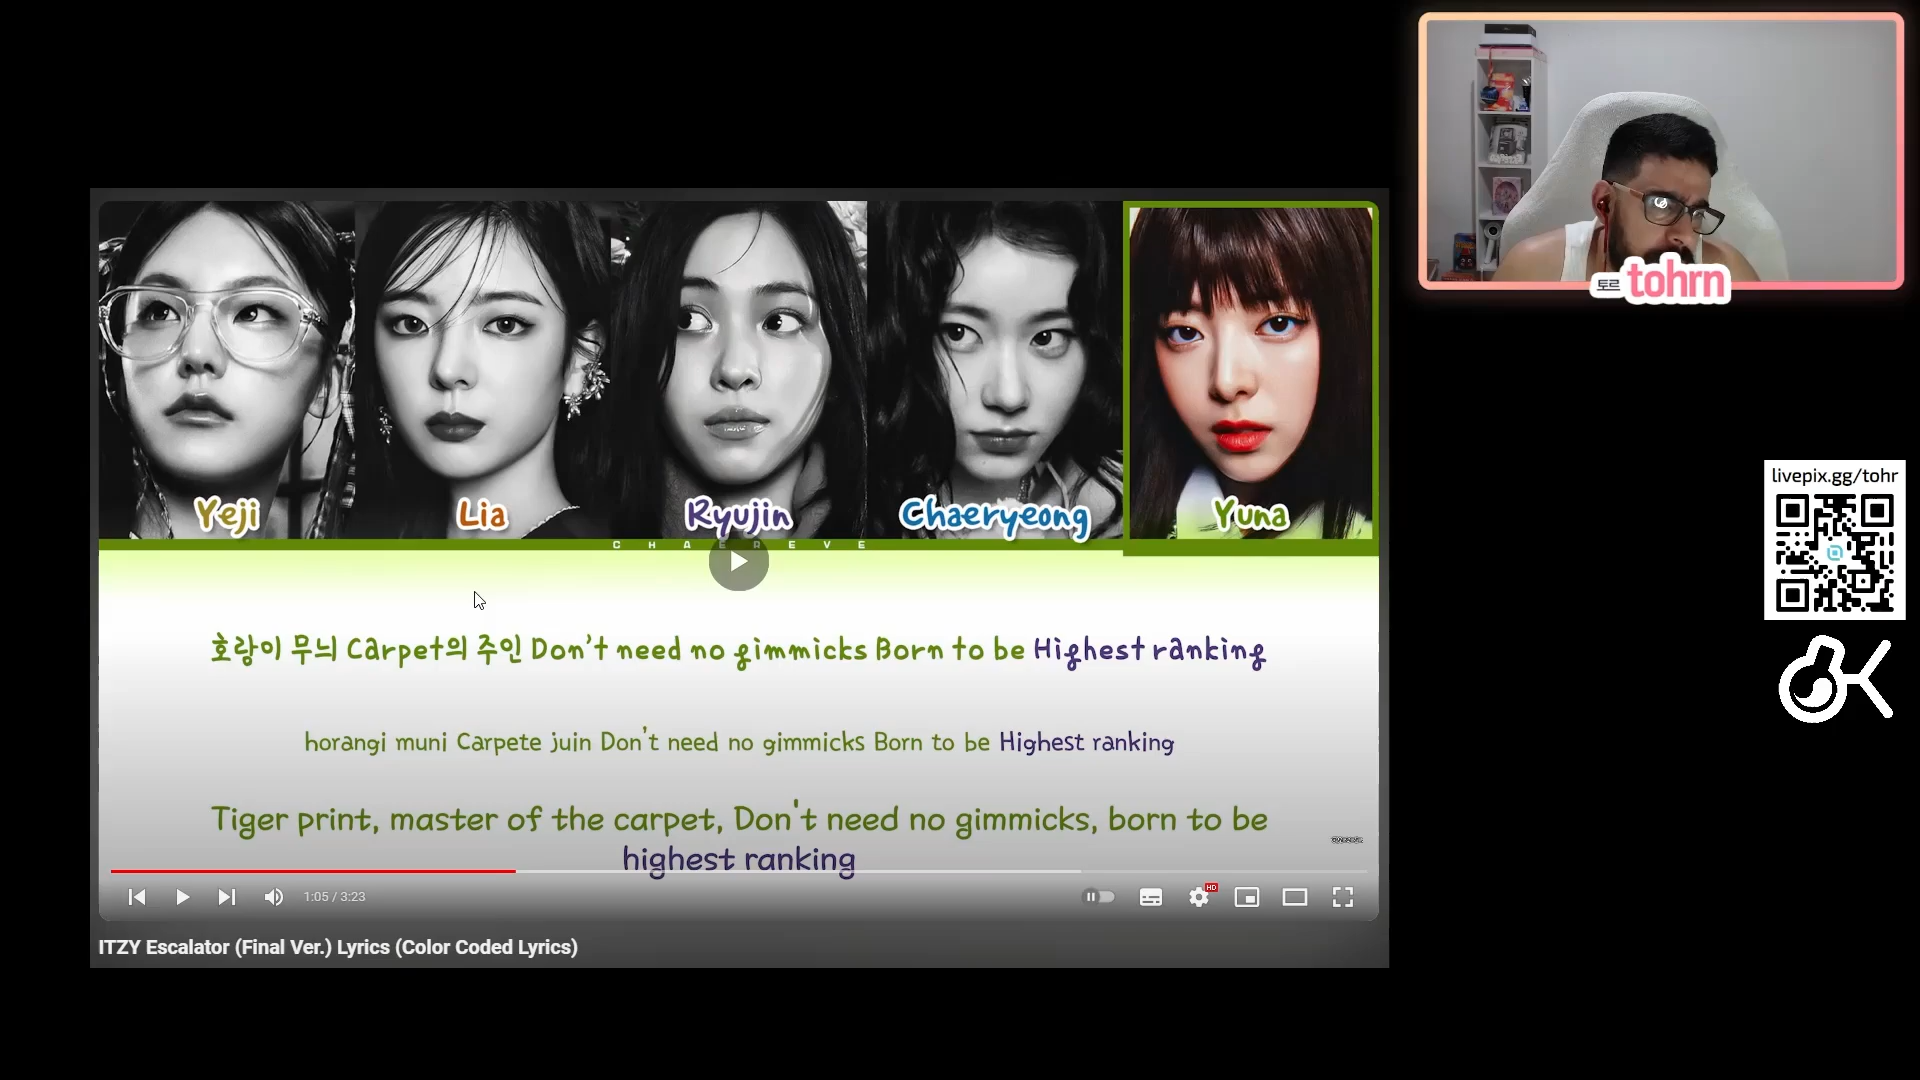 livepix.gg/tohr
토르 tohrn
Yeji
Lia
Ryujin
Chaeryeong
Yuna
CHAEREVE
호랑이 무늬 Carpet의 주인 Don't need no gimmicks Born to be Highest ranking
horangi muni Carpete juin Don't need no gimmicks Born to be Highest ranking
Tiger print, master of the carpet, Don't need no gimmicks, born to be
highest ranking
1:05 / 3:23
HD
ITZY Escalator (Final Ver.) Lyrics (Color Coded Lyrics)